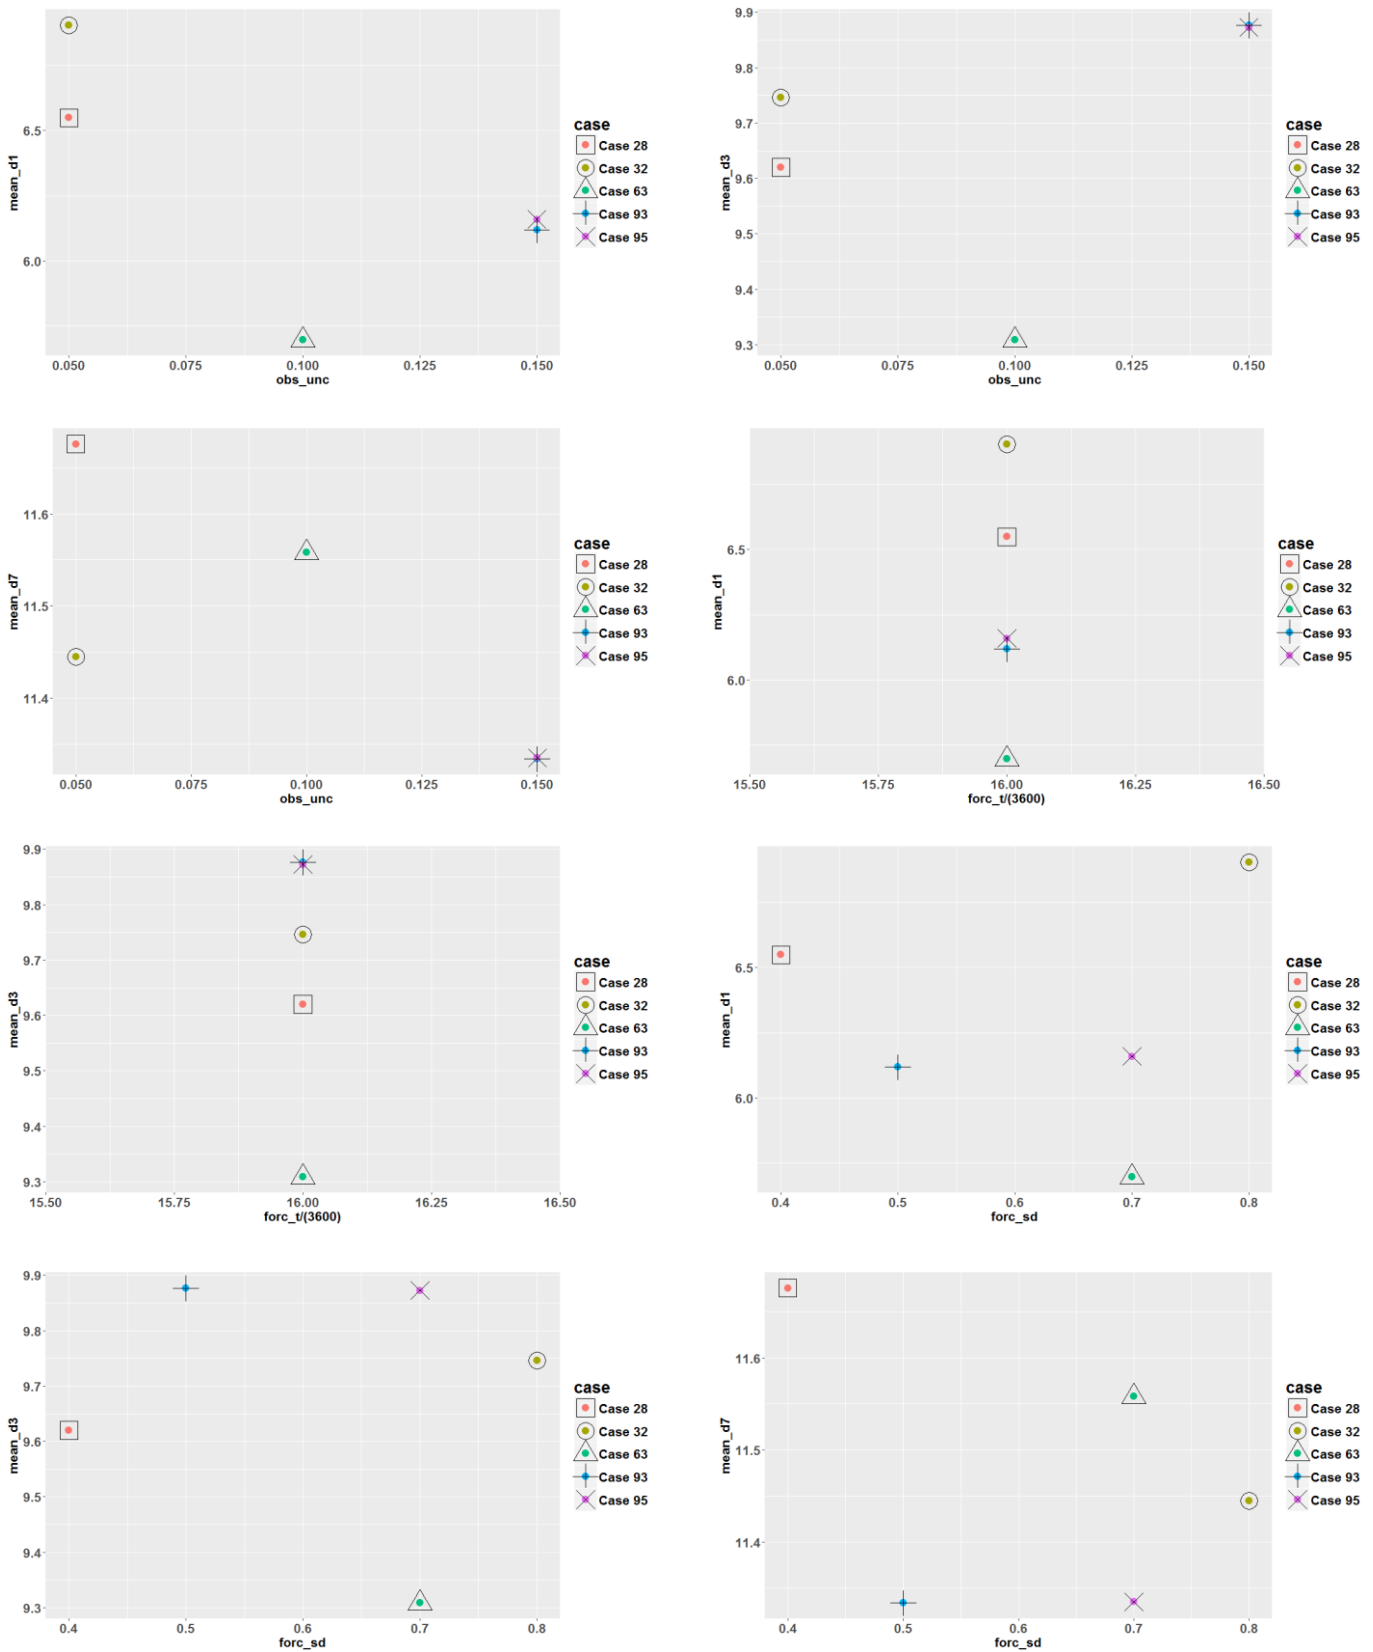 6.5
6.0
mean_d1
0.050 0.075 0.100 0.125 0.150
obs_unc
case
Case 28
Case 32
Case 63
Case 93
Case 95
9.9
9.8
9.7
9.6
9.5
9.4
9.3
mean_d3
0.050 0.075 0.100 0.125 0.150
obs_unc
case
Case 28
Case 32
Case 63
Case 93
Case 95
11.6
11.5
11.4
mean_d7
0.050 0.075 0.100 0.125 0.150
obs_unc
case
Case 28
Case 32
Case 63
Case 93
Case 95
6.5
6.0
mean_d1
15.50 15.75 16.00 16.25 16.50
forc_t/(3600)
case
Case 28
Case 32
Case 63
Case 93
Case 95
9.9
9.8
9.7
9.6
9.5
9.4
9.3
mean_d3
15.50 15.75 16.00 16.25 16.50
forc_t/(3600)
case
Case 28
Case 32
Case 63
Case 93
Case 95
6.5
6.0
mean_d1
0.4 0.5 0.6 0.7 0.8
forc_sd
case
Case 28
Case 32
Case 63
Case 93
Case 95
9.9
9.8
9.7
9.6
9.5
9.4
9.3
mean_d3
0.4 0.5 0.6 0.7 0.8
forc_sd
case
Case 28
Case 32
Case 63
Case 93
Case 95
11.6
11.5
11.4
mean_d7
0.4 0.5 0.6 0.7 0.8
forc_sd
case
Case 28
Case 32
Case 63
Case 93
Case 95